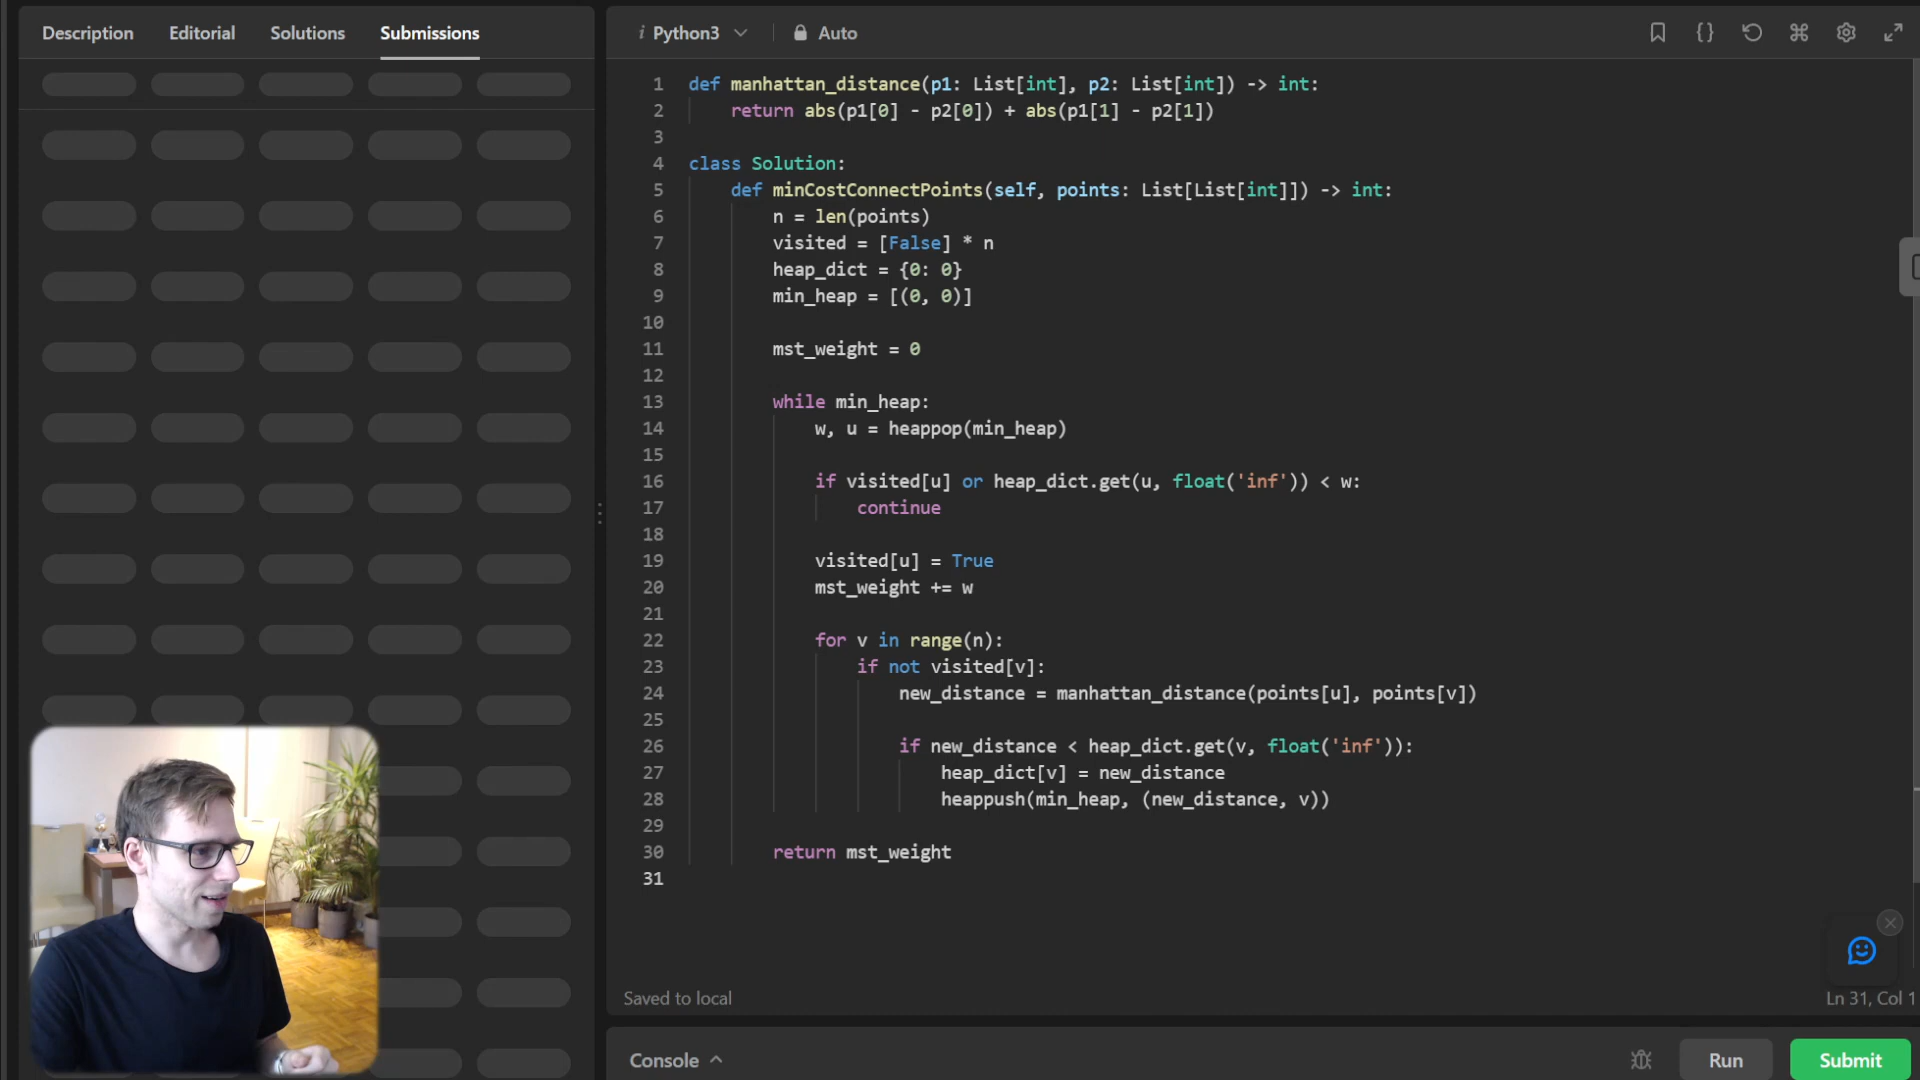 Description Editorial Solutions Submissions
i Python3 Auto {}
1 def manhattan_distance(p1: List[int], p2: List[int]) -> int:
2 return abs(p1[0] - p2[0]) + abs(p1[1] - p2[1])
3
4 class Solution:
5 def minCostConnectPoints(self, points: List[List[int]]) -> int:
6 n = len(points)
7 visited = [False] * n
8 heap_dict = {0: 0}
9 min_heap = [(0, 0)]
10
11 mst_weight = 0
12
13 while min_heap:
14 w, u = heappop(min_heap)
15
16 if visited[u] or heap_dict.get(u, float('inf')) < w:
17 continue
18
19 visited[u] = True
20 mst_weight += w
21
22 for v in range(n):
23 if not visited[v]:
24 new_distance = manhattan_distance(points[u], points[v])
25
26 if new_distance < heap_dict.get(v, float('inf')):
27 heap_dict[v] = new_distance
28 heappush(min_heap, (new_distance, v))
29
30 return mst_weight
31
Saved to local
Ln 31, Col 1
Console
Run
Submit